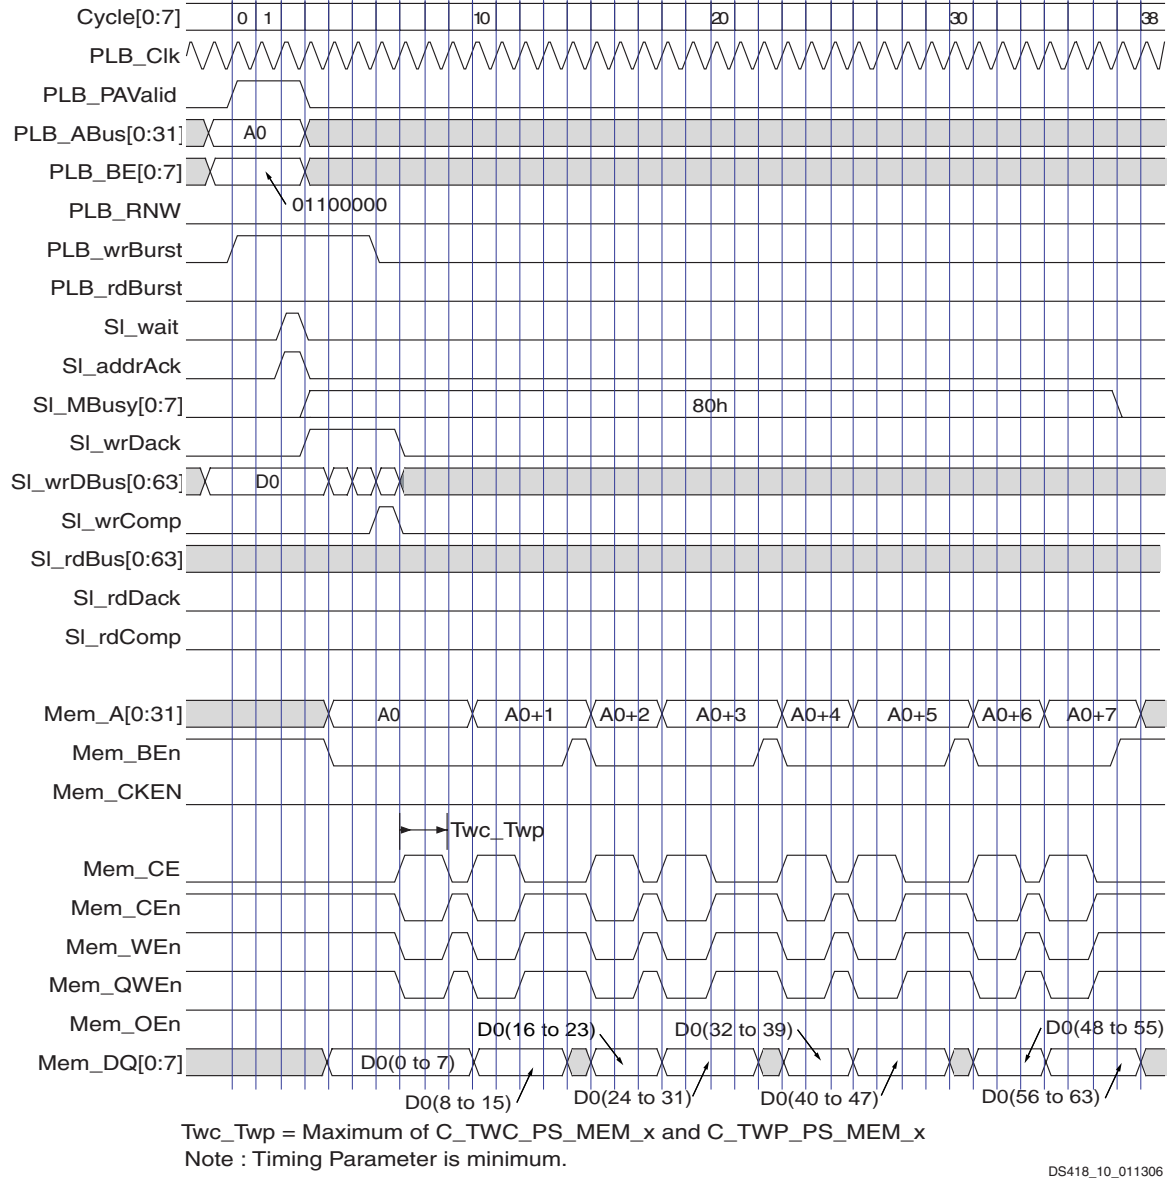 Cycle[0:7] 0 1 10 20 30 38
PLB_Clk
PLB_PAValid
PLB_ABus[0:31] A0
PLB_BE[0:7]
01100000
PLB_RNW
PLB_wrBurst
PLB_rdBurst
Sl_wait
Sl_addrAck
Sl_MBusy[0:7] 80h
Sl_wrDack
Sl_wrDBus[0:63] D0
Sl_wrComp
Sl_rdBus[0:63]
Sl_rdDack
Sl_rdComp
Mem_A[0:31] A0 A0+1 A0+2 A0+3 A0+4 A0+5 A0+6 A0+7
Mem_BEn
Mem_CKEN
Twc_Twp
Mem_CE
Mem_CEn
Mem_WEn
Mem_QWEn
Mem_OEn
D0(16 to 23) D0(32 to 39) D0(48 to 55)
Mem_DQ[0:7] D0(0 to 7)
D0(8 to 15) D0(24 to 31) D0(40 to 47) D0(56 to 63)
Twc_Twp = Maximum of C_TWC_PS_MEM_x and C_TWP_PS_MEM_x
Note : Timing Parameter is minimum.
DS418_10_011306